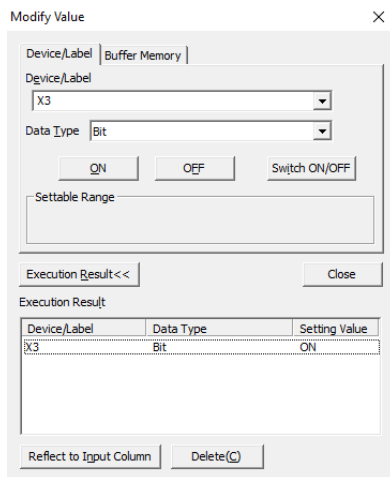 Modify Value
Device/Label Buffer Memory
Device/Label
X3
Data Type Bit
ON OFF Switch ON/OFF
Settable Range
Execution Result<< Close
Execution Result
Device/Label Data Type Setting Value
X3 Bit ON
Reflect to Input Column Delete(C)